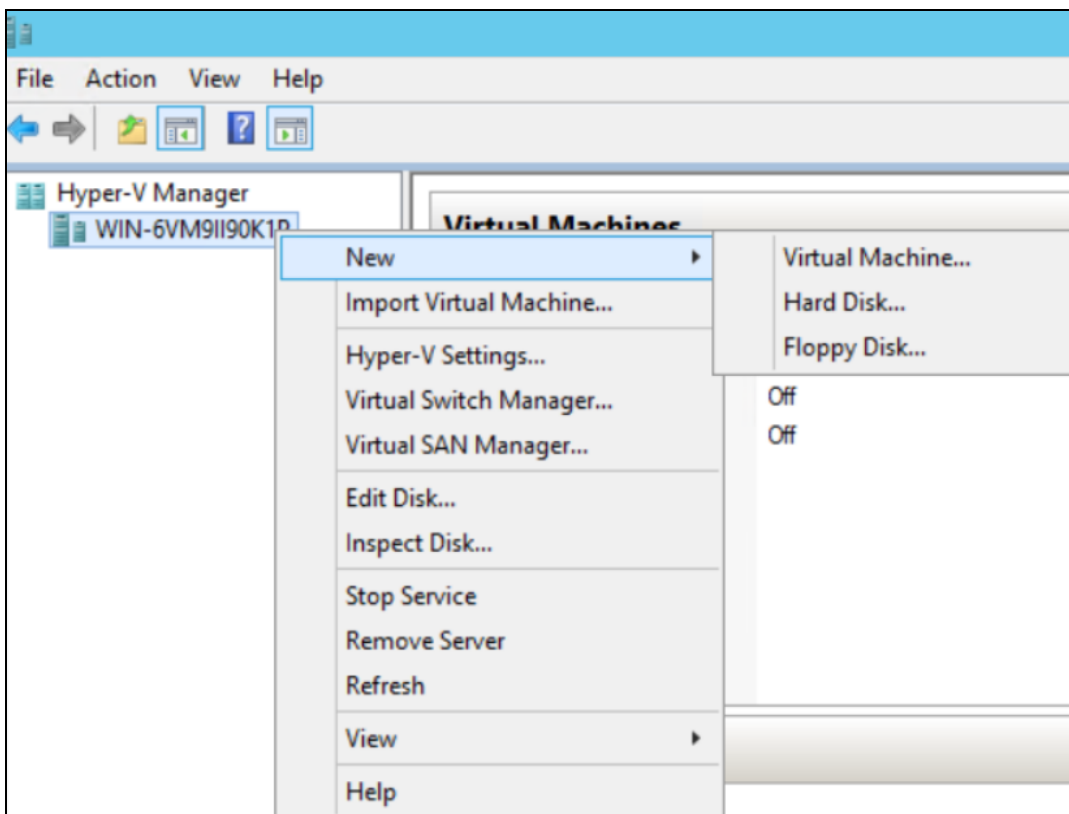 File Action View Help
Hyper-V Manager
WIN-6VM9II90K1P
Virtual Machines
New
Virtual Machine...
Import Virtual Machine...
Hard Disk...
Hyper-V Settings...
Floppy Disk...
Virtual Switch Manager...
Off
Virtual SAN Manager...
Off
Edit Disk...
Inspect Disk...
Stop Service
Remove Server
Refresh
View
Help